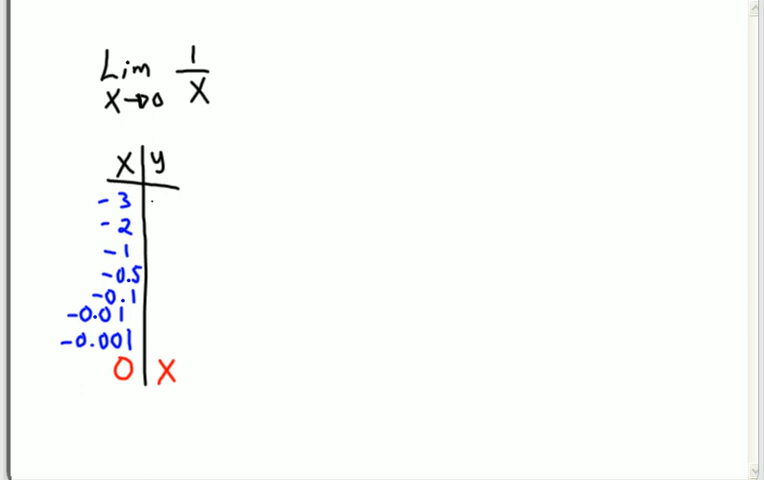 Lim 1/x
x→0
x | y
-3
-2
-1
-0.5
-0.1
-0.01
-0.001
0 | X